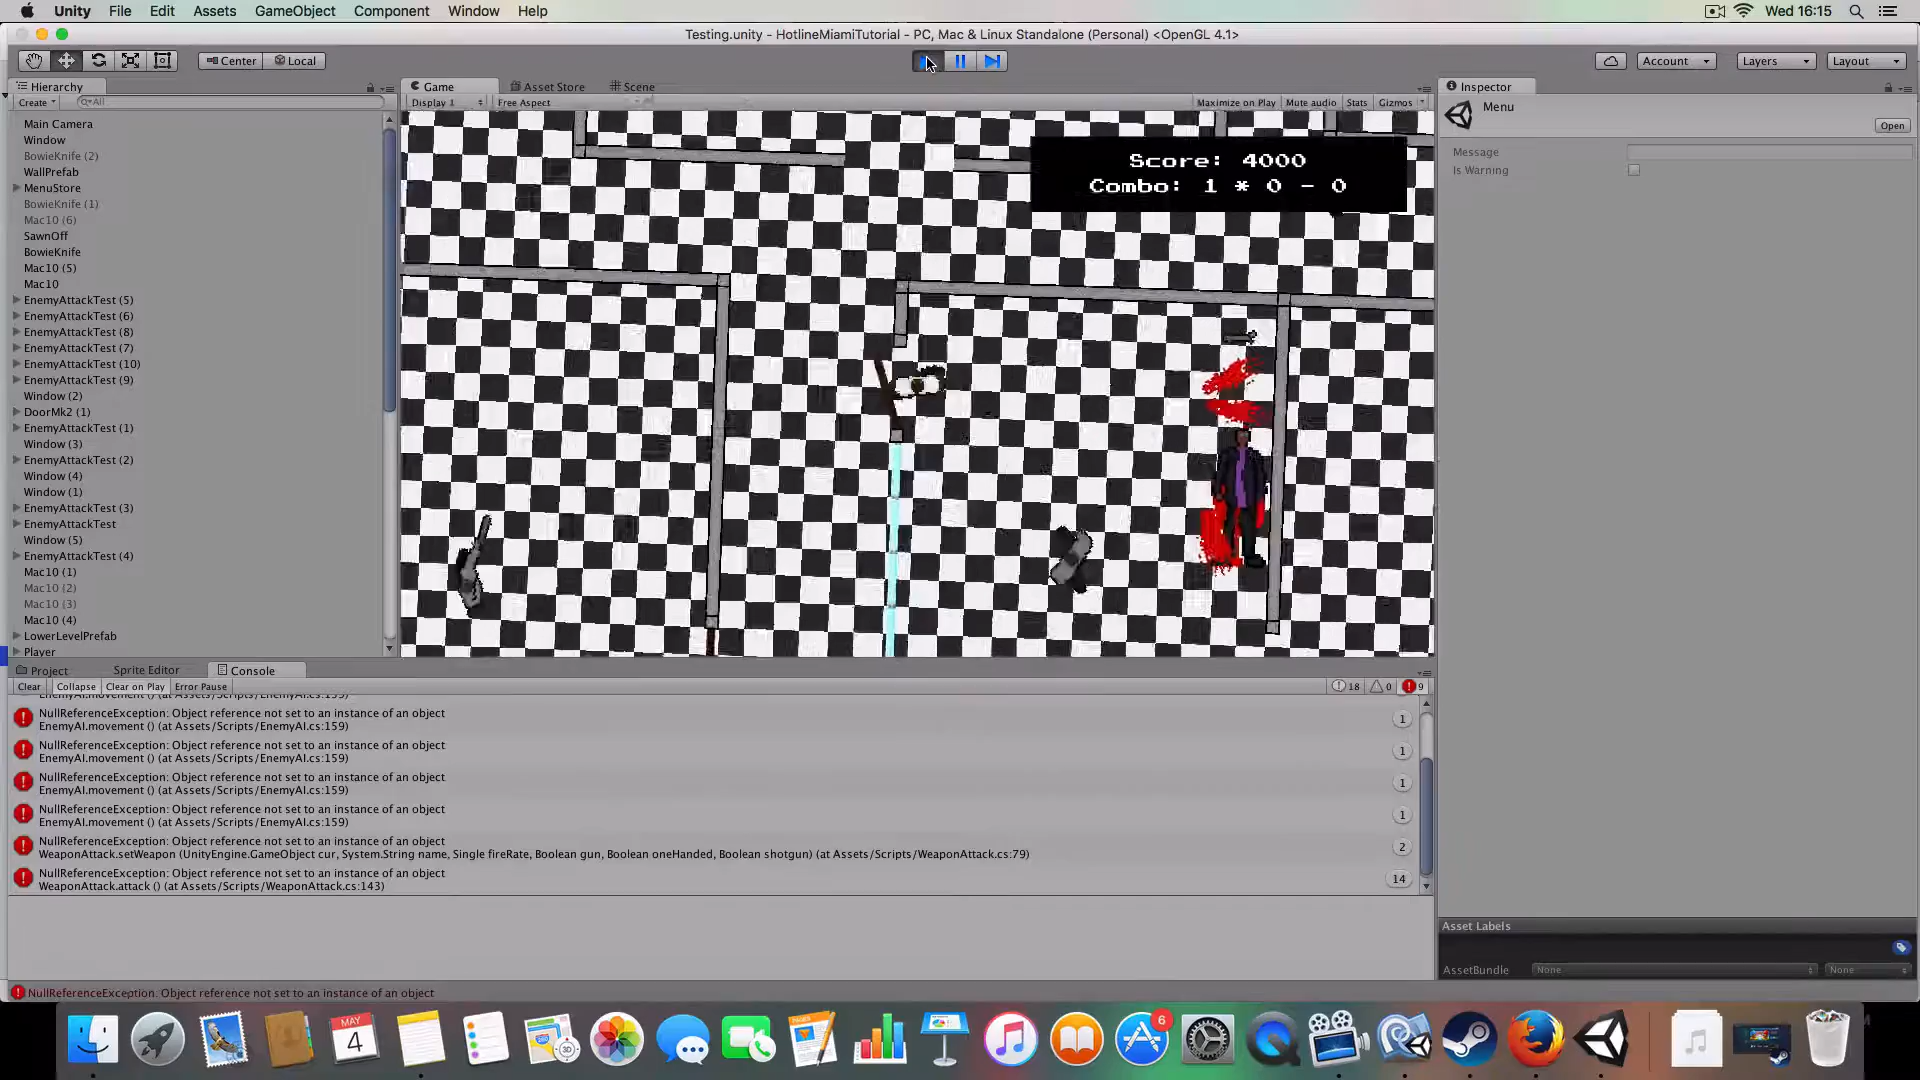 Unity File Edit Assets GameObject Component Window Help Wed 16:15
Testing.unity - HotlineMiamiTutorial - PC, Mac & Linux Standalone (Personal) <OpenGL 4.1>
Center Local Account Layers Layout
Hierarchy
Create All
Main Camera
Window
BowieKnife (2)
WallPrefab
MenuStore
BowieKnife (1)
Mac10 (6)
SawnOff
BowieKnife
Mac10 (5)
Mac10
EnemyAttackTest (5)
EnemyAttackTest (6)
EnemyAttackTest (8)
EnemyAttackTest (7)
EnemyAttackTest (10)
EnemyAttackTest (9)
Window (2)
DoorMk2 (1)
EnemyAttackTest (1)
Window (3)
EnemyAttackTest (2)
Window (4)
Window (1)
EnemyAttackTest (3)
EnemyAttackTest
Window (5)
EnemyAttackTest (4)
Mac10 (1)
Mac10 (2)
Mac10 (3)
Mac10 (4)
LowerLevelPrefab
Player
Game Asset Store Scene
Display 1 Free Aspect Maximize on Play Mute audio Stats Gizmos
Score: 4000
Combo: 1 * 0 - 0
Inspector
Menu
Open
Message
Is Warning
Project Sprite Editor Console
Clear Collapse Clear on Play Error Pause 18 0 9
EnemyAI.movement () (at Assets/Scripts/EnemyAI.cs:159)
NullReferenceException: Object reference not set to an instance of an object
EnemyAI.movement () (at Assets/Scripts/EnemyAI.cs:159)
1
NullReferenceException: Object reference not set to an instance of an object
EnemyAI.movement () (at Assets/Scripts/EnemyAI.cs:159)
1
NullReferenceException: Object reference not set to an instance of an object
EnemyAI.movement () (at Assets/Scripts/EnemyAI.cs:159)
1
NullReferenceException: Object reference not set to an instance of an object
EnemyAI.movement () (at Assets/Scripts/EnemyAI.cs:159)
1
NullReferenceException: Object reference not set to an instance of an object
WeaponAttack.setWeapon (UnityEngine.GameObject cur, System.String name, Single fireRate, Boolean gun, Boolean oneHanded, Boolean shotgun) (at Assets/Scripts/WeaponAttack.cs:79)
2
NullReferenceException: Object reference not set to an instance of an object
WeaponAttack.attack () (at Assets/Scripts/WeaponAttack.cs:143)
14
NullReferenceException: Object reference not set to an instance of an object
Asset Labels
AssetBundle None None
MAY
4
6